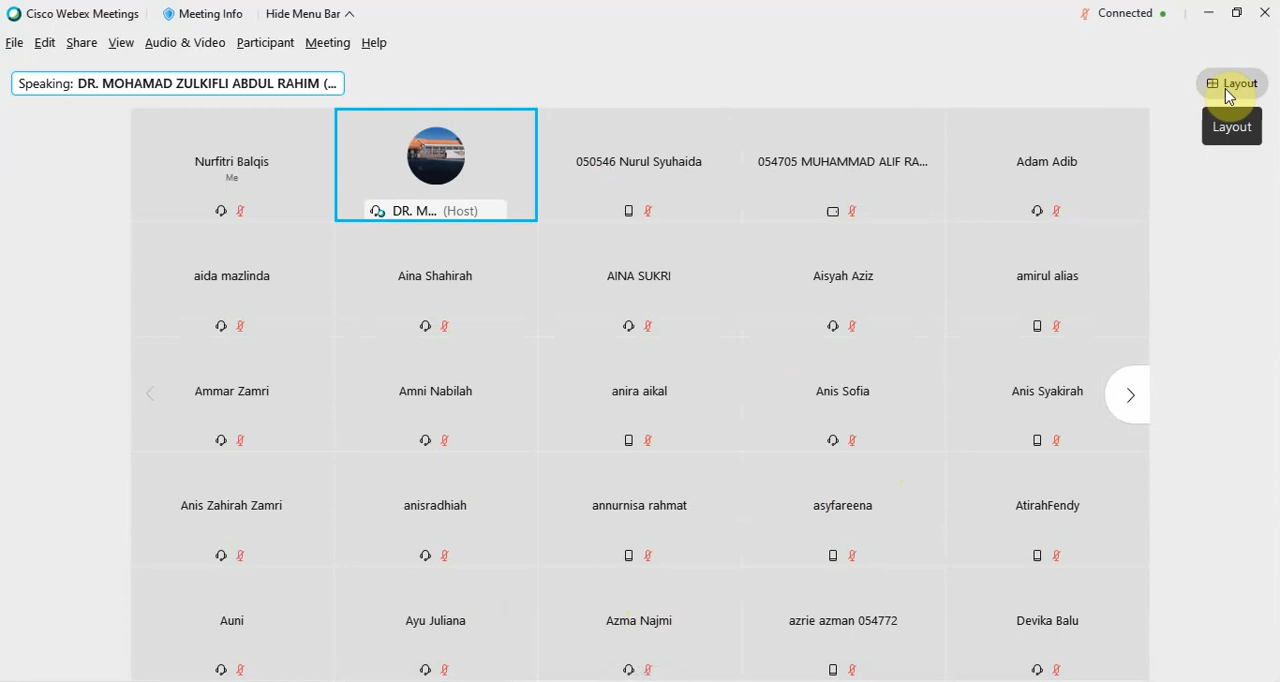 Cisco Webex Meetings
Meeting Info
Hide Menu Bar
Connected
File Edit Share View Audio & Video Participant Meeting Help
Speaking: DR. MOHAMAD ZULKIFLI ABDUL RAHIM (...
Layout
Layout
Nurfitri Balqis
Me
DR. M... (Host)
050546 Nurul Syuhaida
054705 MUHAMMAD ALIF RA...
Adam Adib
aida mazlinda
Aina Shahirah
AINA SUKRI
Aisyah Aziz
amirul alias
Ammar Zamri
Amni Nabilah
anira aikal
Anis Sofia
Anis Syakirah
Anis Zahirah Zamri
anisradhiah
annurnisa rahmat
asyfareena
AtirahFendy
Auni
Ayu Juliana
Azma Najmi
azrie azman 054772
Devika Balu